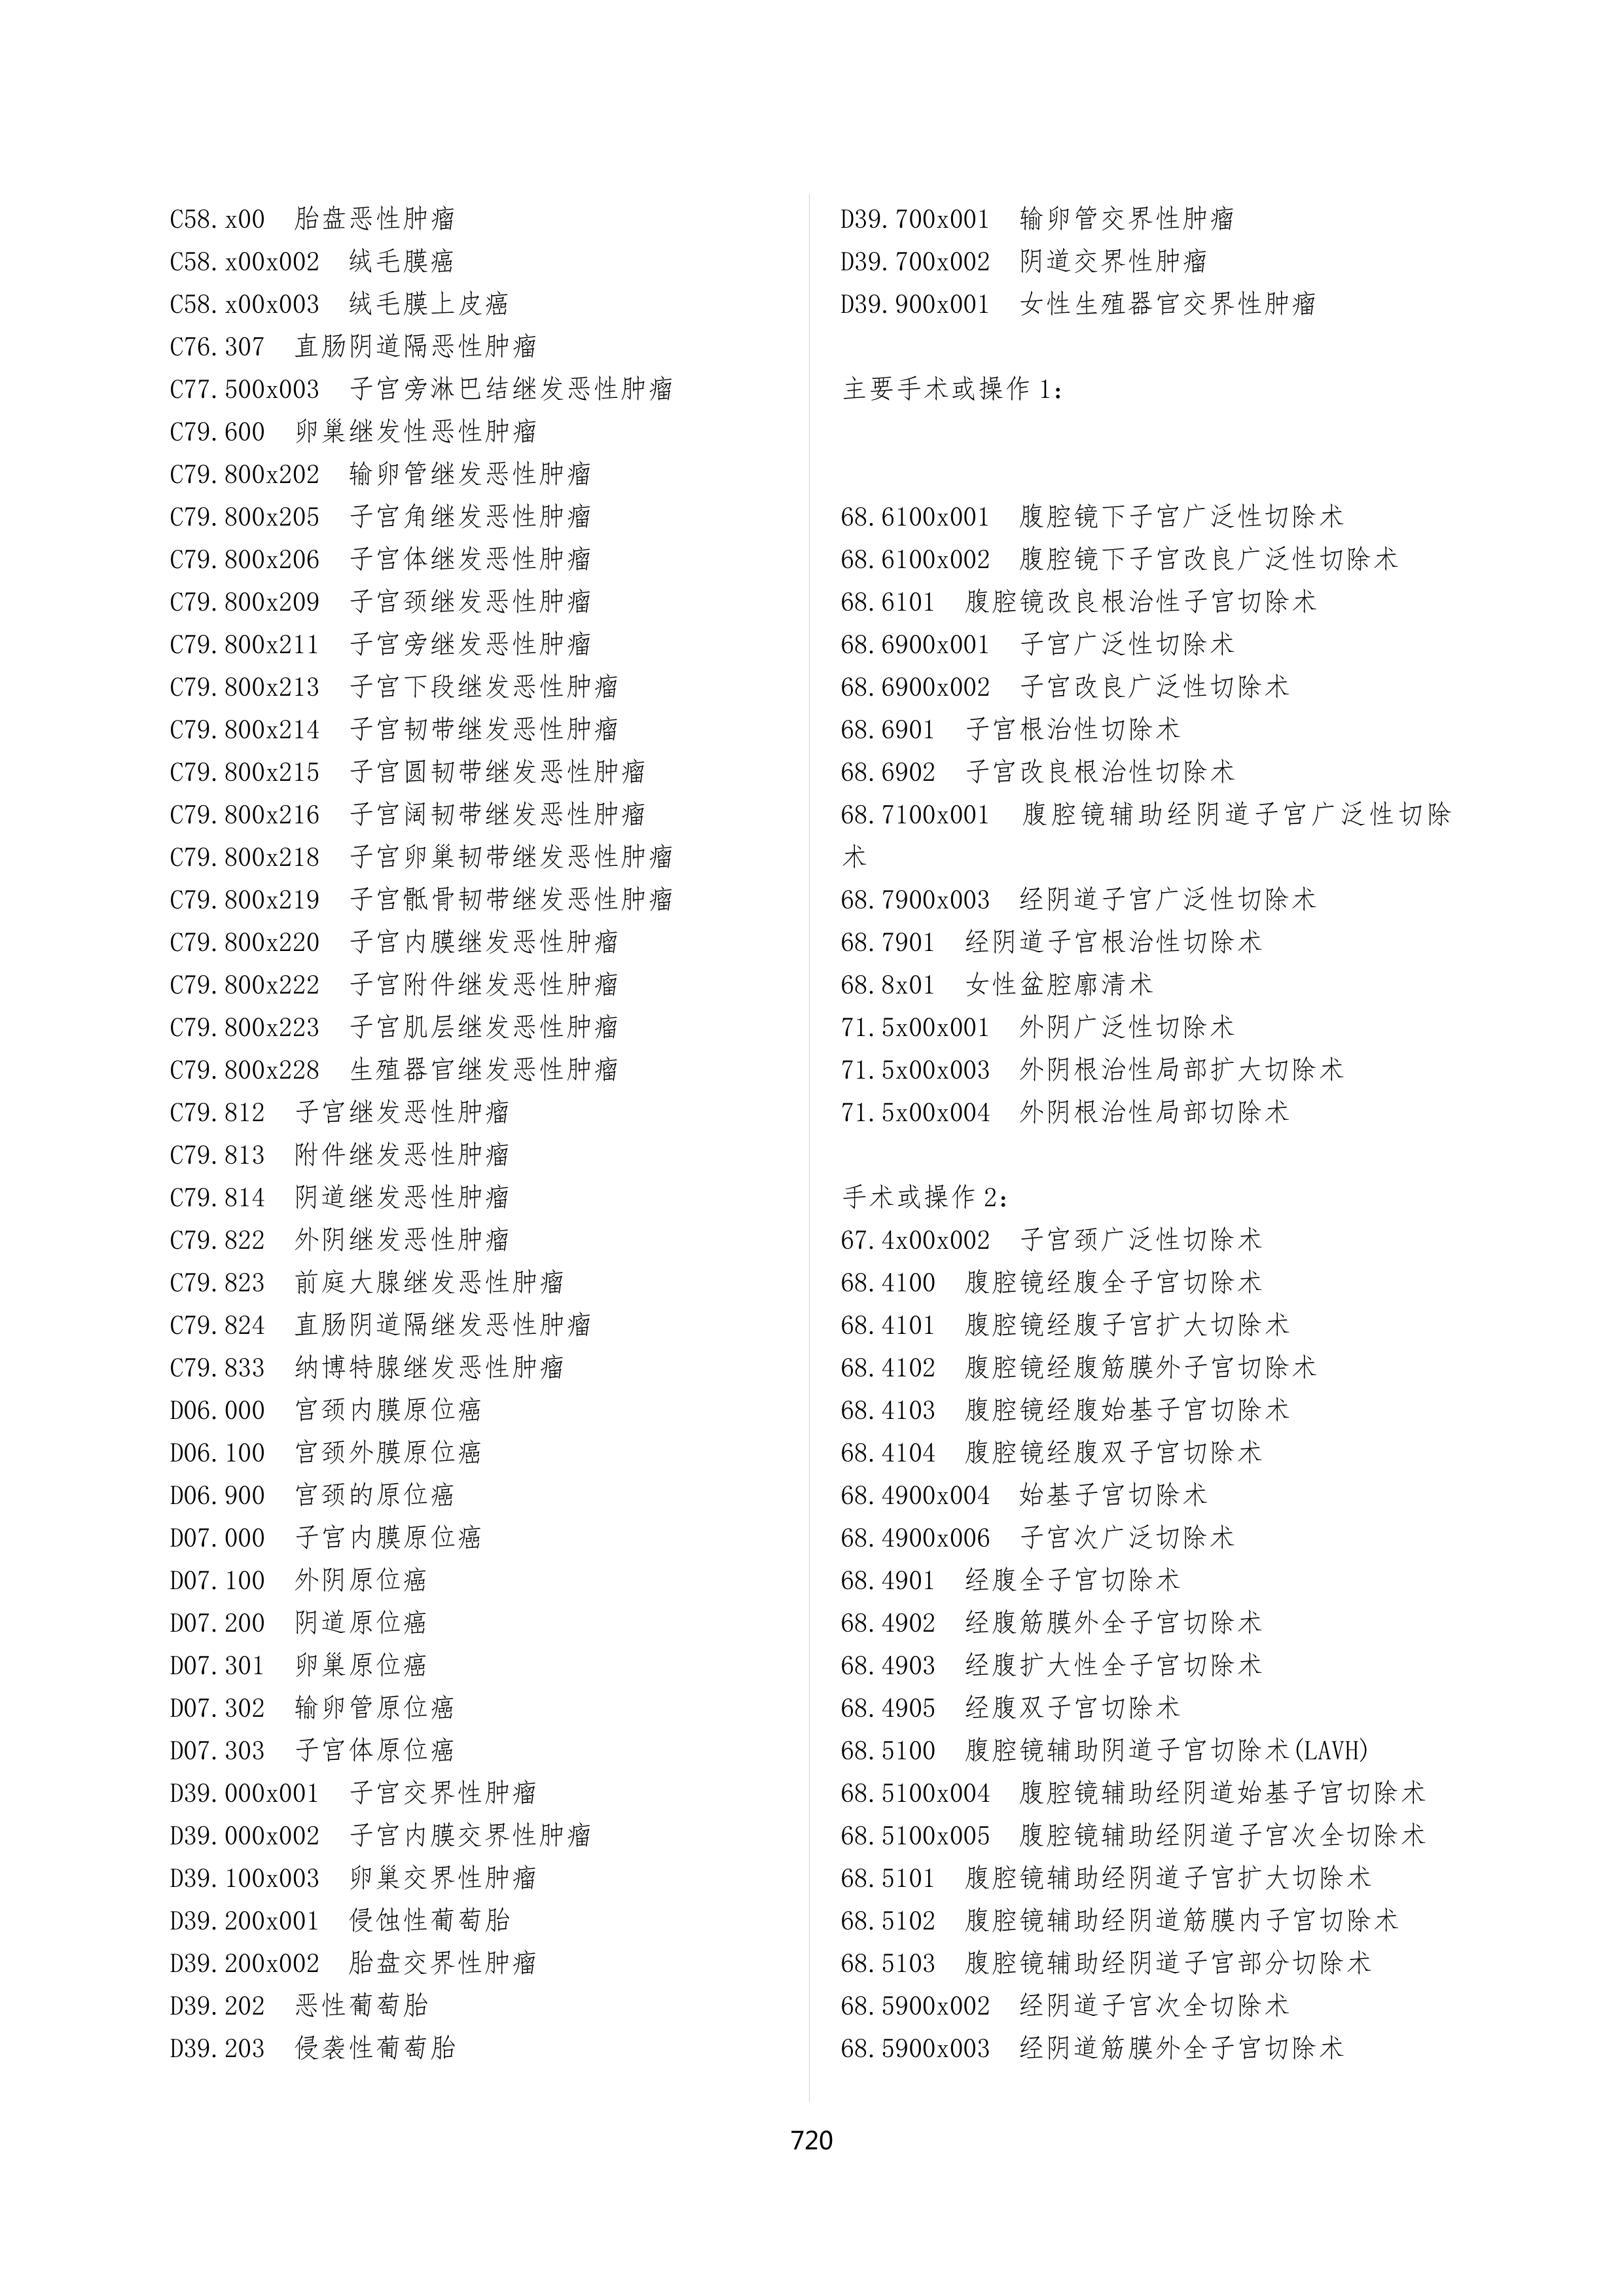 C58.x00 胎盘恶性肿瘤
C58.x00x002 绒毛膜癌
C58.x00x003 绒毛膜上皮癌
C76.307 直肠阴道隔恶性肿瘤
C77.500x003 子宫旁淋巴结继发恶性肿瘤
C79.600 卵巢继发性恶性肿瘤
C79.800x202 输卵管继发恶性肿瘤
C79.800x205 子宫角继发恶性肿瘤
C79.800x206 子宫体继发恶性肿瘤
C79.800x209 子宫颈继发恶性肿瘤
C79.800x211 子宫旁继发恶性肿瘤
C79.800x213 子宫下段继发恶性肿瘤
C79.800x214 子宫韧带继发恶性肿瘤
C79.800x215 子宫圆韧带继发恶性肿瘤
C79.800x216 子宫阔韧带继发恶性肿瘤
C79.800x218 子宫卵巢韧带继发恶性肿瘤
C79.800x219 子宫骶骨韧带继发恶性肿瘤
C79.800x220 子宫内膜继发恶性肿瘤
C79.800x222 子宫附件继发恶性肿瘤
C79.800x223 子宫肌层继发恶性肿瘤
C79.800x228 生殖器官继发恶性肿瘤
C79.812 子宫继发恶性肿瘤
C79.813 附件继发恶性肿瘤
C79.814 阴道继发恶性肿瘤
C79.822 外阴继发恶性肿瘤
C79.823 前庭大腺继发恶性肿瘤
C79.824 直肠阴道隔继发恶性肿瘤
C79.833 纳博特腺继发恶性肿瘤
D06.000 宫颈内膜原位癌
D06.100 宫颈外膜原位癌
D06.900 宫颈的原位癌
D07.000 子宫内膜原位癌
D07.100 外阴原位癌
D07.200 阴道原位癌
D07.301 卵巢原位癌
D07.302 输卵管原位癌
D07.303 子宫体原位癌
D39.000x001 子宫交界性肿瘤
D39.000x002 子宫内膜交界性肿瘤
D39.100x003 卵巢交界性肿瘤
D39.200x001 侵蚀性葡萄胎
D39.200x002 胎盘交界性肿瘤
D39.202 恶性葡萄胎
D39.203 侵袭性葡萄胎
D39.700x001 输卵管交界性肿瘤
D39.700x002 阴道交界性肿瘤
D39.900x001 女性生殖器官交界性肿瘤
主要手术或操作1:
68.6100x001 腹腔镜下子宫广泛性切除术
68.6100x002 腹腔镜下子宫改良广泛性切除术
68.6101 腹腔镜改良根治性子宫切除术
68.6900x001 子宫广泛性切除术
68.6900x002 子宫改良广泛性切除术
68.6901 子宫根治性切除术
68.6902 子宫改良根治性切除术
68.7100x001 腹腔镜辅助经阴道子宫广泛性切除
术
68.7900x003 经阴道子宫广泛性切除术
68.7901 经阴道子宫根治性切除术
68.8x01 女性盆腔廓清术
71.5x00x001 外阴广泛性切除术
71.5x00x003 外阴根治性局部扩大切除术
71.5x00x004 外阴根治性局部切除术
手术或操作2:
67.4x00x002 子宫颈广泛性切除术
68.4100 腹腔镜经腹全子宫切除术
68.4101 腹腔镜经腹子宫扩大切除术
68.4102 腹腔镜经腹筋膜外子宫切除术
68.4103 腹腔镜经腹始基子宫切除术
68.4104 腹腔镜经腹双子宫切除术
68.4900x004 始基子宫切除术
68.4900x006 子宫次广泛切除术
68.4901 经腹全子宫切除术
68.4902 经腹筋膜外全子宫切除术
68.4903 经腹扩大性全子宫切除术
68.4905 经腹双子宫切除术
68.5100 腹腔镜辅助阴道子宫切除术(LAVH)
68.5100x004 腹腔镜辅助经阴道始基子宫切除术
68.5100x005 腹腔镜辅助经阴道子宫次全切除术
68.5101 腹腔镜辅助经阴道子宫扩大切除术
68.5102 腹腔镜辅助经阴道筋膜内子宫切除术
68.5103 腹腔镜辅助经阴道子宫部分切除术
68.5900x002 经阴道子宫次全切除术
68.5900x003 经阴道筋膜外全子宫切除术
720